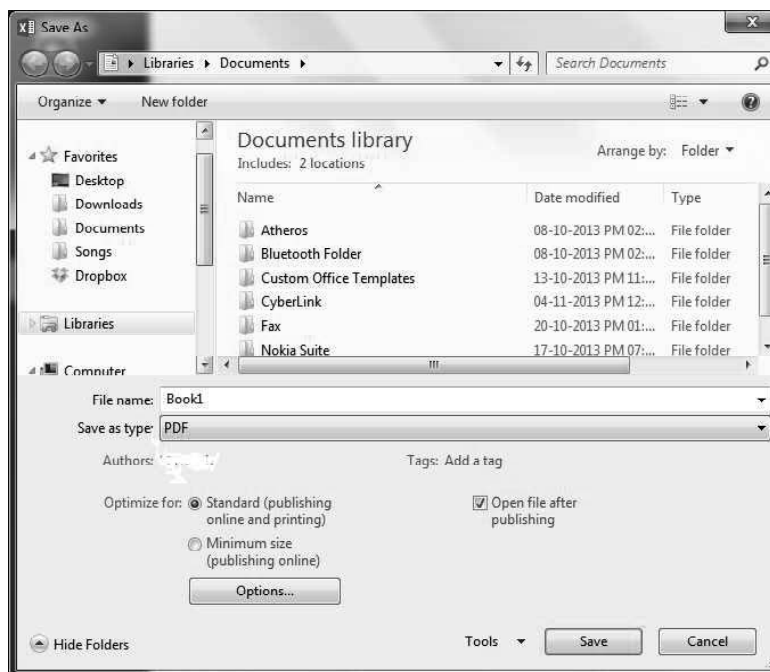 Save As
Libraries Documents
Search Documents
Organize New folder
Favorites
Desktop
Downloads
Documents
Songs
Dropbox
Libraries
Computer
Documents library
Includes: 2 locations
Arrange by: Folder
Name Date modified Type
Atheros 08-10-2013 PM 02:... File folder
Bluetooth Folder 08-10-2013 PM 02:... File folder
Custom Office Templates 13-10-2013 PM 11:... File folder
CyberLink 04-11-2013 PM 12:... File folder
Fax 20-10-2013 PM 01:... File folder
Nokia Suite 17-10-2013 PM 07:... File folder
File name: Book1
Save as type: PDF
Authors: Tags: Add a tag
Optimize for: Standard (publishing
online and printing)
Minimum size
(publishing online)
Open file after
publishing
Options...
Hide Folders
Tools Save Cancel